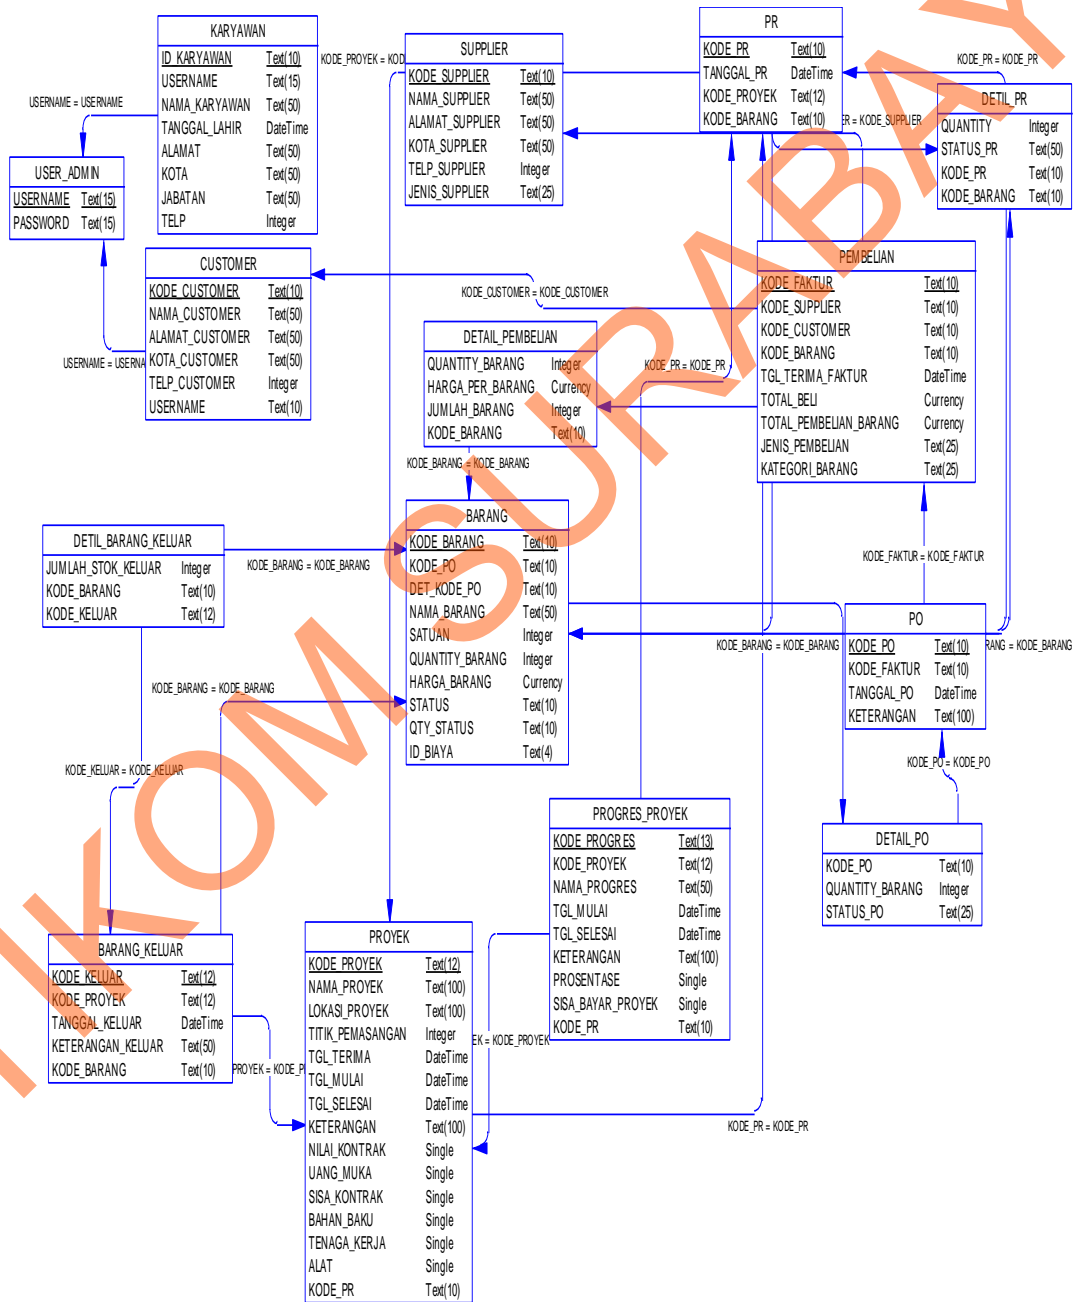 KARYAWAN
ID_KARYAWAN Text(10)
USERNAME Text(15)
NAMA_KARYAWAN Text(50)
TANGGAL_LAHIR DateTime
ALAMAT Text(50)
KOTA Text(50)
JABATAN Text(50)
TELP Integer
USERNAME = USERNAME
USER_ADMIN
USERNAME Text(15)
PASSWORD Text(15)
CUSTOMER
KODE_CUSTOMER Text(10)
NAMA_CUSTOMER Text(50)
ALAMAT_CUSTOMER Text(50)
KOTA_CUSTOMER Text(50)
TELP_CUSTOMER Integer
USERNAME Text(10)
USERNAME = USERNA
KODE_PROYEK = KOD
SUPPLIER
KODE_SUPPLIER Text(10)
NAMA_SUPPLIER Text(50)
ALAMAT_SUPPLIER Text(50)
KOTA_SUPPLIER Text(50)
TELP_SUPPLIER Integer
JENIS_SUPPLIER Text(25)
PR
KODE_PR Text(10)
TANGGAL_PR DateTime
KODE_PROYEK Text(12)
KODE_BARANG Text(10)
ER = KODE_SUPPLIER
KODE_PR = KODE_PR
DETIL_PR
QUANTITY Integer
STATUS_PR Text(50)
KODE_PR Text(10)
KODE_BARANG Text(10)
KODE_CUSTOMER = KODE_CUSTOMER
PEMBELIAN
KODE_FAKTUR Text(10)
KODE_SUPPLIER Text(10)
KODE_CUSTOMER Text(10)
KODE_BARANG Text(10)
TGL_TERIMA_FAKTUR DateTime
TOTAL_BELI Currency
TOTAL_PEMBELIAN_BARANG Currency
JENIS_PEMBELIAN Text(25)
KATEGORI_BARANG Text(25)
DETAIL_PEMBELIAN
QUANTITY_BARANG Integer
HARGA_PER_BARANG Currency
JUMLAH_BARANG Integer
KODE_BARANG Text(10)
KODE_PR = KODE_PR
KODE_BARANG = KODE_BARANG
BARANG
KODE_BARANG Text(10)
KODE_PO Text(10)
DET_KODE_PO Text(10)
NAMA_BARANG Text(50)
SATUAN Integer
QUANTITY_BARANG Integer
HARGA_BARANG Currency
STATUS Text(10)
QTY_STATUS Text(10)
ID_BIAYA Text(4)
DETIL_BARANG_KELUAR
JUMLAH_STOK_KELUAR Integer
KODE_BARANG Text(10)
KODE_KELUAR Text(12)
KODE_BARANG = KODE_BARANG
KODE_FAKTUR = KODE_FAKTUR
PO
KODE_PO Text(10)
KODE_FAKTUR Text(10)
TANGGAL_PO DateTime
KETERANGAN Text(100)
KODE_BARANG = KODE_BARANG
RANG = KODE_BARANG
KODE_BARANG = KODE_BARANG
KODE_KELUAR = KODE_KELUAR
KODE_PO = KODE_PO
DETAIL_PO
KODE_PO Text(10)
QUANTITY_BARANG Integer
STATUS_PO Text(25)
PROGRES_PROYEK
KODE_PROGRES Text(13)
KODE_PROYEK Text(12)
NAMA_PROGRES Text(50)
TGL_MULAI DateTime
TGL_SELESAI DateTime
KETERANGAN Text(100)
PROSENTASE Single
SISA_BAYAR_PROYEK Single
KODE_PR Text(10)
BARANG_KELUAR
KODE_KELUAR Text(12)
KODE_PROYEK Text(12)
TANGGAL_KELUAR DateTime
KETERANGAN_KELUAR Text(50)
KODE_BARANG Text(10)
PROYEK = KODE_P
PROYEK
KODE_PROYEK Text(12)
NAMA_PROYEK Text(100)
LOKASI_PROYEK Text(100)
TITIK_PEMASANGAN Integer
TGL_TERIMA DateTime
TGL_MULAI DateTime
TGL_SELESAI DateTime
KETERANGAN Text(100)
NILAI_KONTRAK Single
UANG_MUKA Single
SISA_KONTRAK Single
BAHAN_BAKU Single
TENAGA_KERJA Single
ALAT Single
KODE_PR Text(10)
EK = KODE_PROYEK
KODE_PR = KODE_PR
IKOM SURABAY